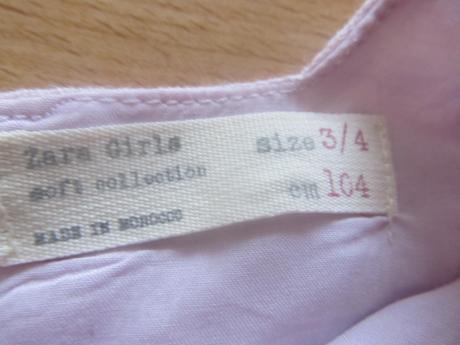 Zara Girls size 3/4
soft collection cm 104
MADE IN MOROCCO